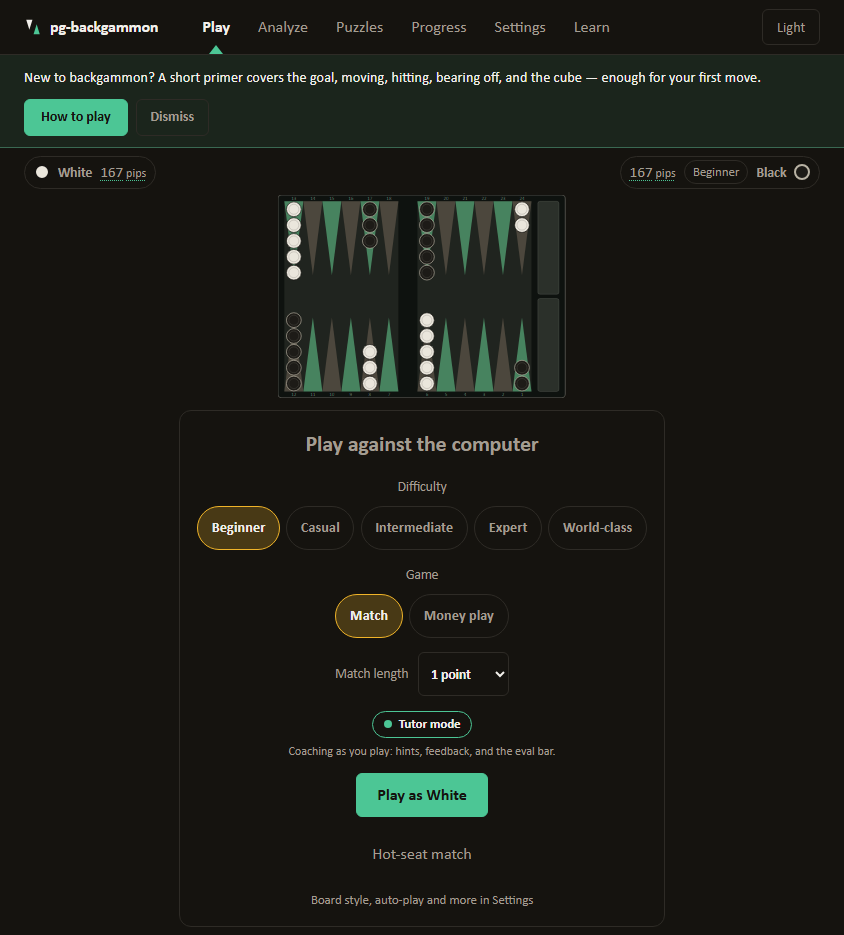 pg-backgammon Play Analyze Puzzles Progress Settings Learn Light
New to backgammon? A short primer covers the goal, moving, hitting, bearing off, and the cube — enough for your first move.
How to play Dismiss
White 167 pips 167 pips Beginner Black
Play against the computer
Difficulty
Beginner Casual Intermediate Expert World-class
Game
Match Money play
Match length 1 point
Tutor mode
Coaching as you play: hints, feedback, and the eval bar.
Play as White
Hot-seat match
Board style, auto-play and more in Settings